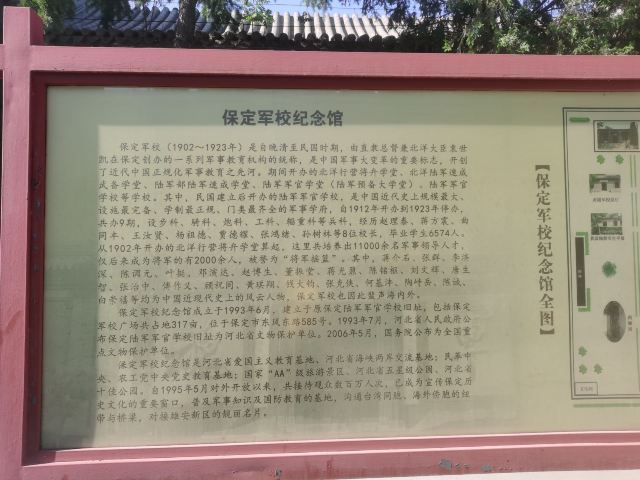 保定军校纪念馆
保定军校（1902～1923年）是自晚清至民国时期，由直隶总督兼北洋大臣袁世
凯在保定创办的一系列军事教育机构的统称，是中国军事大变革的重要标志，开创
了近代中国正规化军事教育之先河。期间开办的北洋行营将弁学堂、北洋陆军速成
武备学堂、陆军部陆军速成学堂、陆军军官学堂（陆军预备大学堂）、陆军军官
学校等学校。其中，民国建立后开办的陆军军官学校，是中国近代史上规模最大、
设施最完备、学制最正规、门类最齐全的军事学府，自1912年开办到1923年停办，
共办9期，设步科、骑科、炮科、工科、辎重科等兵科，经历赵理泰、蒋方震、曲
同丰、王汝贤、杨祖德、贾德耀、张鸿绪、孙树林等8任校长，毕业学生6574人。
从1902年开办的北洋行营将弁学堂算起，这里共培养出11000余名军事领导人才，
仅后来成为将军的有2000余人，被誉为“将军摇篮”。其中，蒋介石、张群、李济
深、陈调元、叶挺、邓演达、赵博生、董振堂、蒋光鼐、陈铭枢、刘文辉、唐生
智、张治中、傅作义、顾祝同、黄琪翔、钱大钧、张克侠、何基沣、陶峙岳、陈诚、
白崇禧等均为中国近现代史上的风云人物，保定军校也因此蜚声海内外。
保定军校纪念馆成立于1993年6月，建立于原保定陆军军官学校旧址，包括保定
军校广场共占地317亩，位于保定市东风东路585号。1993年7月，河北省人民政府公
布保定陆军军官学校旧址为河北省文物保护单位。2006年5月，国务院公布为全国重
点文物保护单位。
保定军校纪念馆是河北省爱国主义教育基地、河北省海峡两岸交流基地；民革中
央、农工党中央党史教育基地；国家“AA”级旅游景区、河北省五星级公园、河北省
十佳公园。自1995年5月对外开放以来，共接待观众数百万人次，已成为宣传保定历
史文化的重要窗口，普及军事知识及国防教育的基地，沟通台湾同胞、海外侨胞的纽
带与桥梁，对接雄安新区的靓丽名片。
【保定军校纪念馆全图】